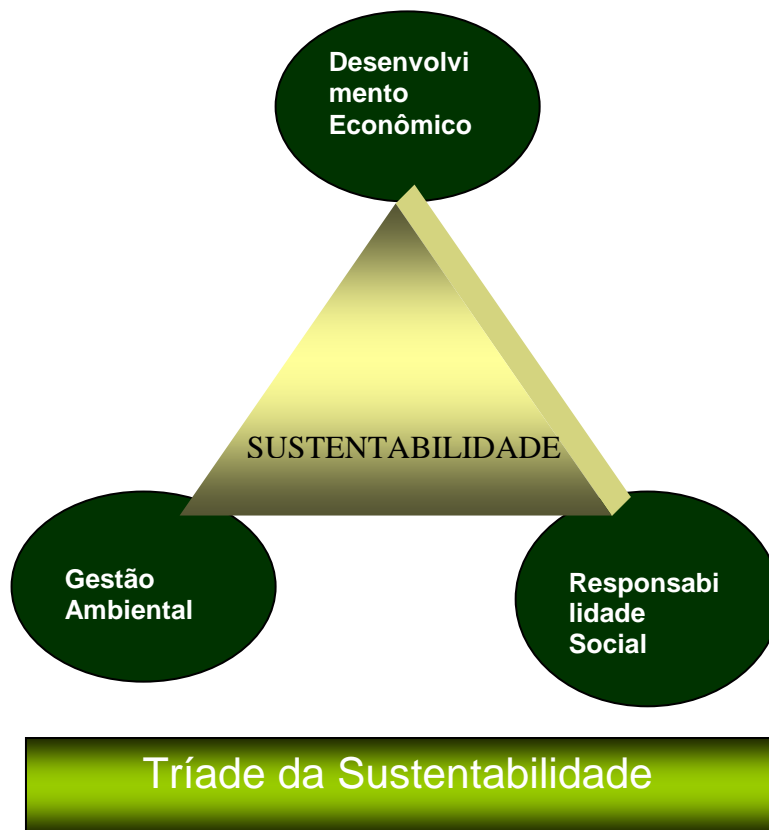 Desenvolvi
mento
Econômico
SUSTENTABILIDADE
Gestão
Ambiental
Responsabi
lidade
Social
Tríade da Sustentabilidade